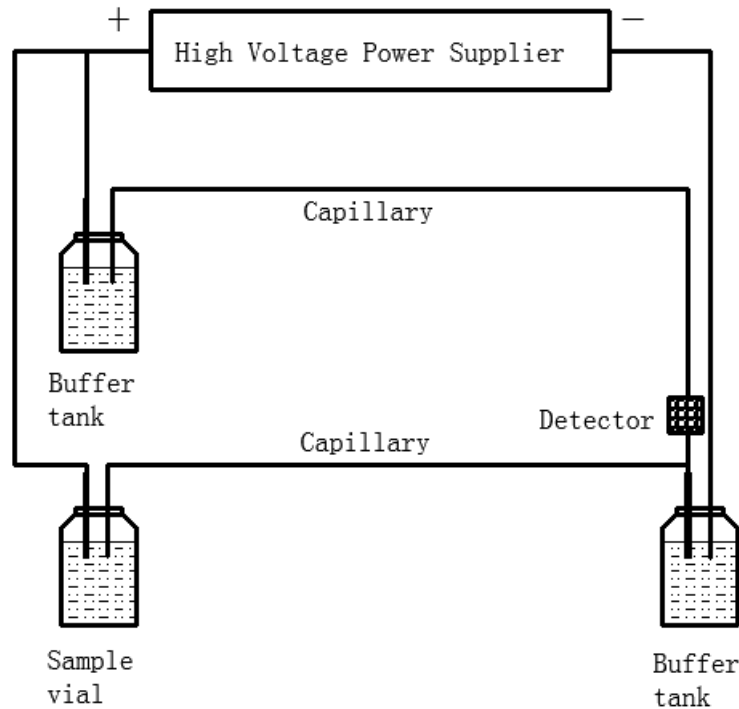 +
High Voltage Power Supplier
—
Capillary
Buffer
tank
Detector
Capillary
Sample
vial
Buffer
tank